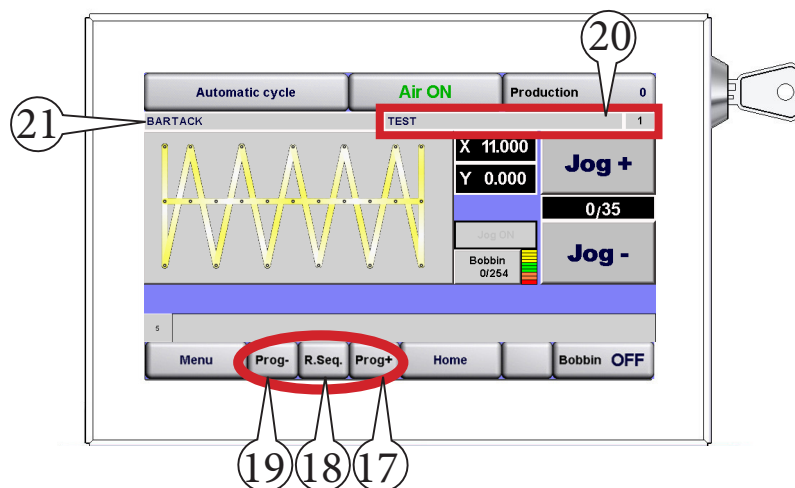 20
Automatic cycle Air ON Production 0
21
BARTACK TEST 1
X 11.000
Y 0.000
Jog +
0/35
Jog ON
Bobbin
0/254
Jog -
5
Menu Prog- R.Seq. Prog+ Home Bobbin OFF
19 18 17